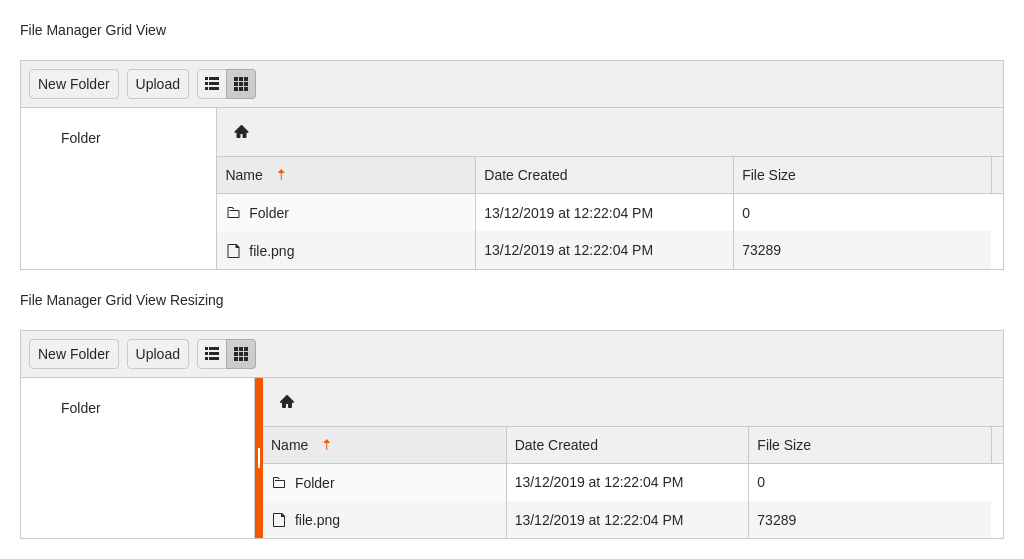 File Manager Grid View
New Folder Upload
Folder
Name Date Created File Size
Folder 13/12/2019 at 12:22:04 PM 0
file.png 13/12/2019 at 12:22:04 PM 73289
File Manager Grid View Resizing
New Folder Upload
Folder
Name Date Created File Size
Folder 13/12/2019 at 12:22:04 PM 0
file.png 13/12/2019 at 12:22:04 PM 73289